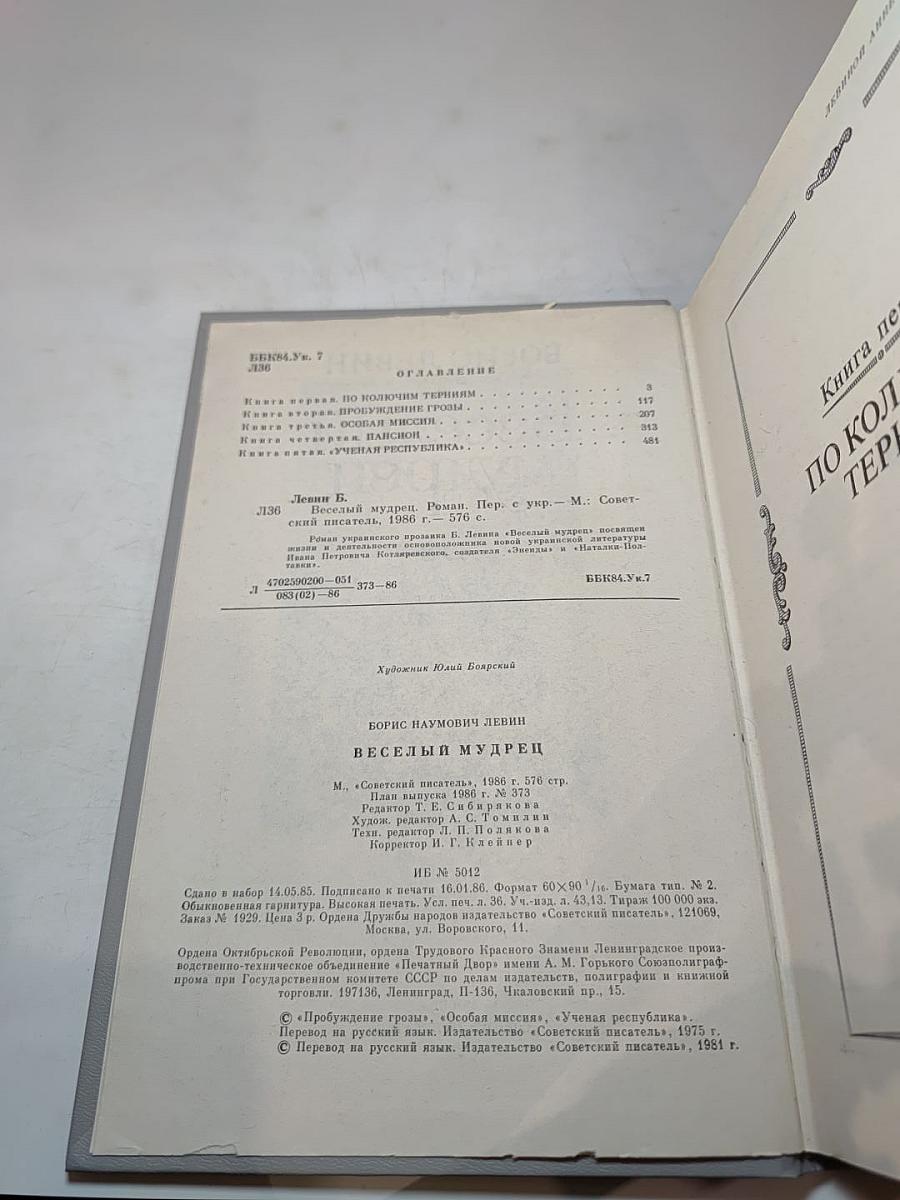 ББК84.Ук. 7
Л36
ОГЛАВЛЕНИЕ
Книга первая. ПО КОЛЮЧИМ ТЕРНИЯМ . . . . . . . . . . . 3
Книга вторая. ПРОБУЖДЕНИЕ ГРОЗЫ . . . . . . . . . . . 117
Книга третья. ОСОБАЯ МИССИЯ . . . . . . . . . . . . . 207
Книга четвертая. ПАНСИОН . . . . . . . . . . . . . . 313
Книга пятая. «УЧЕНАЯ РЕСПУБЛИКА» . . . . . . . . . . . 481
Левин Б.
Л36 Веселый мудрец. Роман. Пер. с укр.— М.: Совет-
ский писатель, 1986 г.— 576 с.
Роман украинского прозаика Б. Левина «Веселый мудрец» посвящен
жизни и деятельности основоположника новой украинской литературы
Ивана Петровича Котляревского, создателя «Энеиды» и «Наталки-Пол-
тавки».
Л 4702590200—051
083(02)—86 373—86 ББК84.Ук.7
Художник Юлий Боярский
БОРИС НАУМОВИЧ ЛЕВИН
ВЕСЕЛЫЙ МУДРЕЦ
М., «Советский писатель», 1986 г. 576 стр.
План выпуска 1986 г. № 373
Редактор Т. Е. Сибирякова
Худож. редактор А. С. Томилин
Техн. редактор Л. П. Полякова
Корректор И. Г. Клейнер
ИБ № 5012
Сдано в набор 14.05.85. Подписано к печати 16.01.86. Формат 60×90 1/16. Бумага тип. № 2.
Обыкновенная гарнитура. Высокая печать. Усл. печ. л. 36. Уч.-изд. л. 43,13. Тираж 100 000 экз.
Заказ № 1929. Цена 3 р. Ордена Дружбы народов издательство «Советский писатель», 121069,
Москва, ул. Воровского, 11.
Ордена Октябрьской Революции, ордена Трудового Красного Знамени Ленинградское произ-
водственно-техническое объединение «Печатный Двор» имени А. М. Горького Союзполиграф-
прома при Государственном комитете СССР по делам издательств, полиграфии и книжной
торговли. 197136, Ленинград, П-136, Чкаловский пр., 15.
© «Пробуждение грозы», «Особая миссия», «Ученая республика».
Перевод на русский язык. Издательство «Советский писатель», 1975 г.
© Перевод на русский язык. Издательство «Советский писатель», 1981 г.
ЛЕВИНОЙ
Книга
ПО